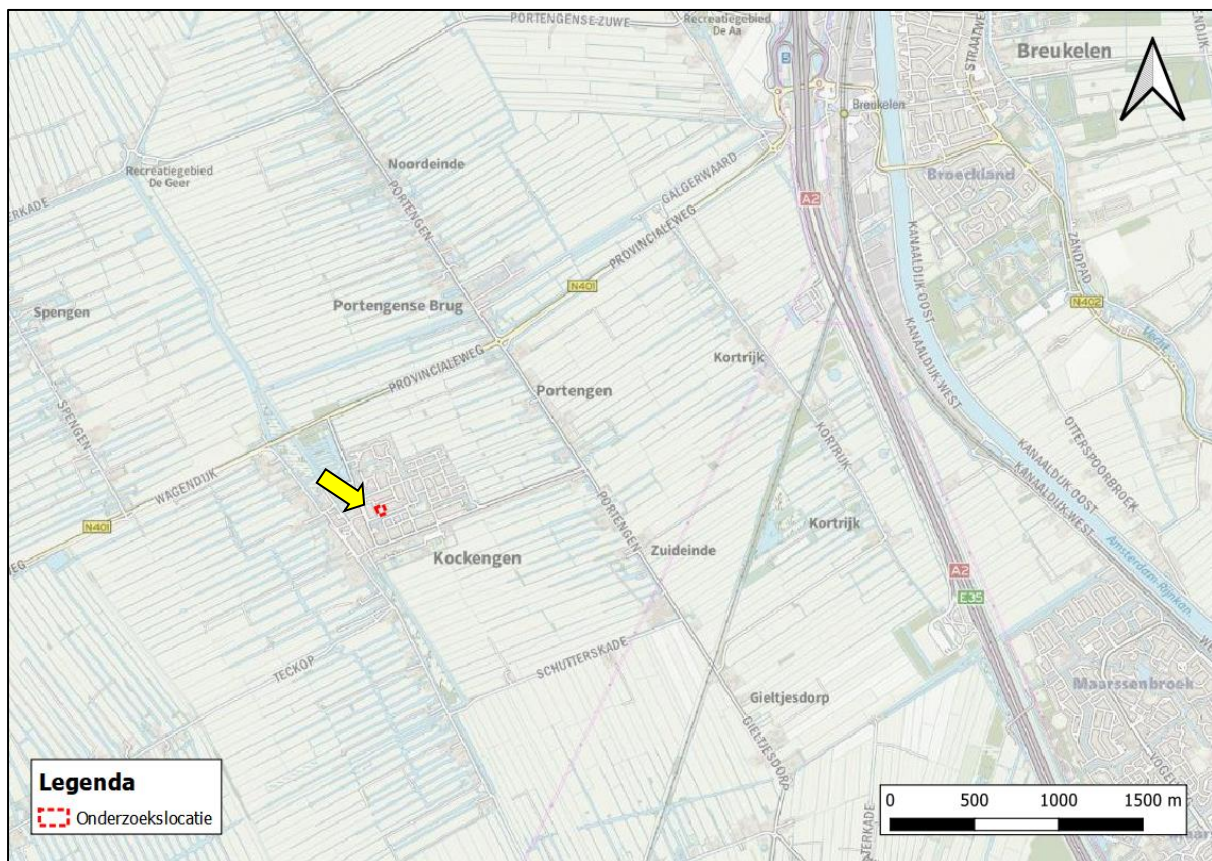 PORTENGENSE-ZUWE
Recreatiegebied
De Aa
5
STRAATWEG
Breukelen
Breukelen
Noordeinde
Recreatiegebied
De Geer
PORTENGEN
GALGERWAARD
A2
Broeckland
PROVINCIALEWEG
KANAALDIJK-OOST
KANAALDIJK-WEST
ZANDPAD
N401
N402
Vecht
Spengen
Portengense Brug
PROVINCIALEWEG
Kortrijk
Portengen
SPENGEN
KORTRIJK
OTTERSPOORBROEK
WAGENDIJK
KANAALDIJK-OOST
KANAALDIJK-WEST
N401
PORTENGEN
Kortrijk
Kockengen
Zuideinde
A2
E35
Amsterdam-Rijnkan
TECKOP
SCHUTTERSKADE
Maarssenbroek
Gieltjesdorp
GIELTJESDORP
Legenda
Onderzoekslocatie
0 500 1000 1500 m
TERKADE